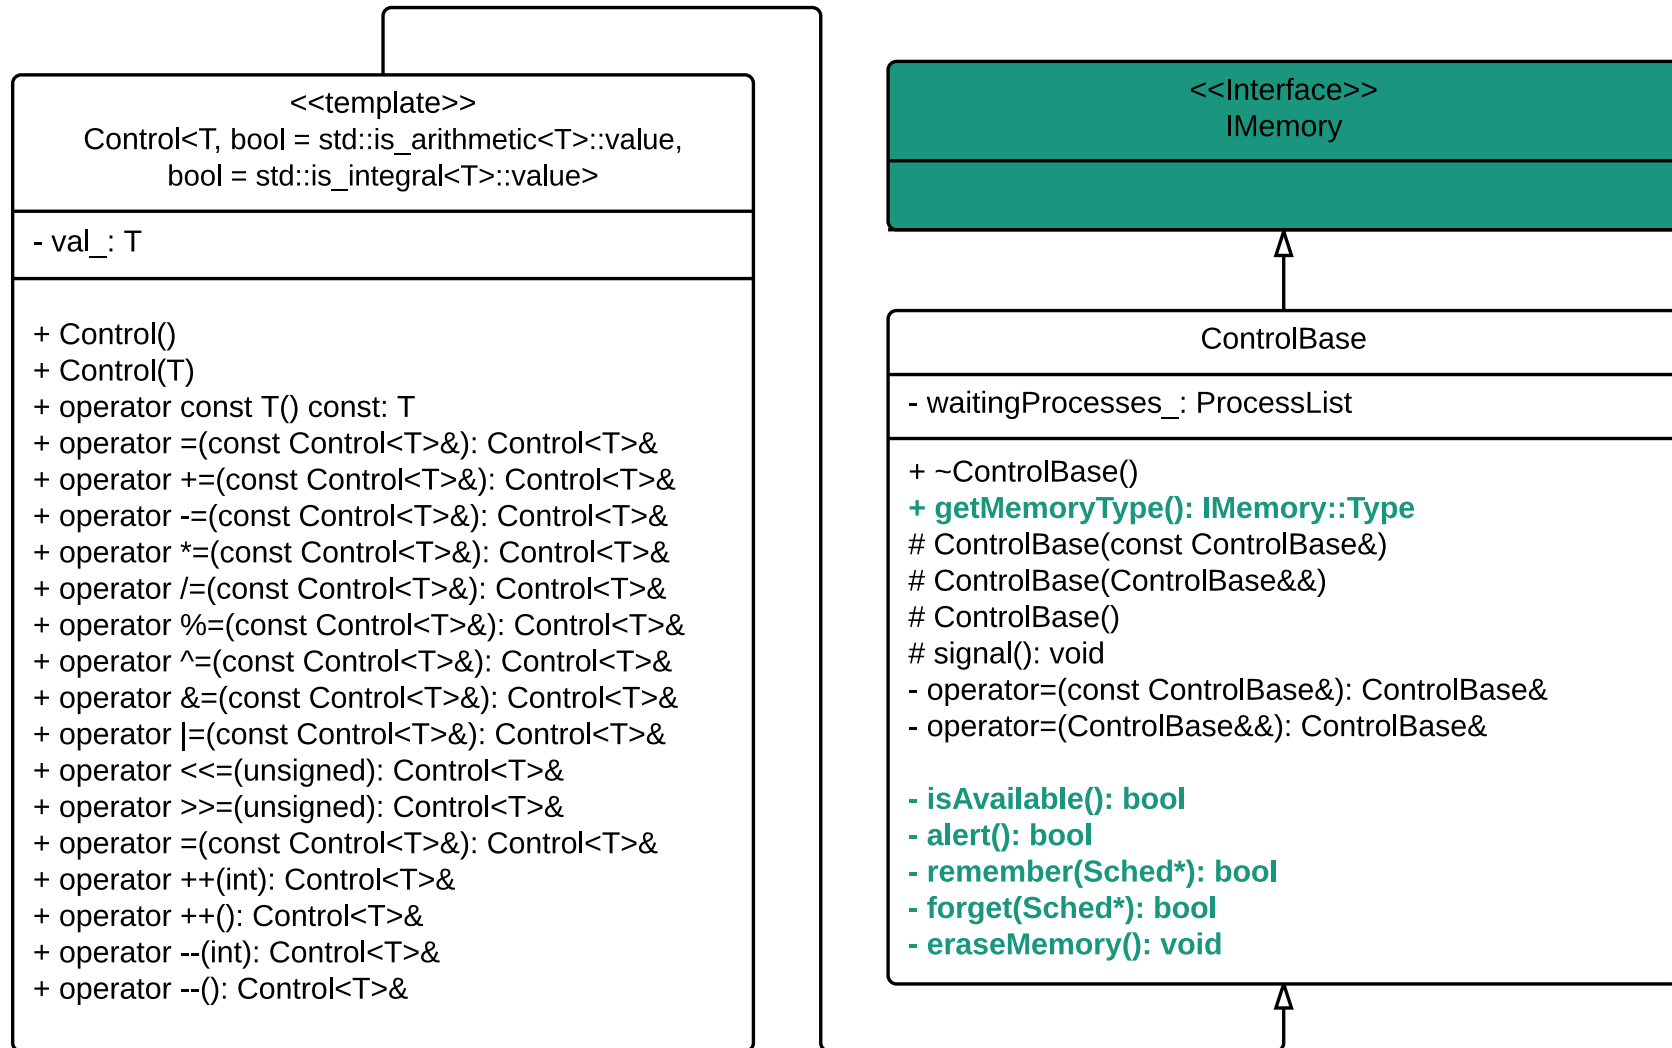 <<template>>
Control<T, bool = std::is_arithmetic<T>::value,
bool = std::is_integral<T>::value>
- val_: T
+ Control()
+ Control(T)
+ operator const T() const: T
+ operator =(const Control<T>&): Control<T>&
+ operator +=(const Control<T>&): Control<T>&
+ operator -=(const Control<T>&): Control<T>&
+ operator *=(const Control<T>&): Control<T>&
+ operator /=(const Control<T>&): Control<T>&
+ operator %=(const Control<T>&): Control<T>&
+ operator ^=(const Control<T>&): Control<T>&
+ operator &=(const Control<T>&): Control<T>&
+ operator |=(const Control<T>&): Control<T>&
+ operator <<=(unsigned): Control<T>&
+ operator >>=(unsigned): Control<T>&
+ operator =(const Control<T>&): Control<T>&
+ operator ++(int): Control<T>&
+ operator ++(): Control<T>&
+ operator --(int): Control<T>&
+ operator --(): Control<T>&
<<Interface>>
IMemory
ControlBase
- waitingProcesses_: ProcessList
+ ~ControlBase()
+ getMemoryType(): IMemory::Type
# ControlBase(const ControlBase&)
# ControlBase(ControlBase&&)
# ControlBase()
# signal(): void
- operator=(const ControlBase&): ControlBase&
- operator=(ControlBase&&): ControlBase&
- isAvailable(): bool
- alert(): bool
- remember(Sched*): bool
- forget(Sched*): bool
- eraseMemory(): void